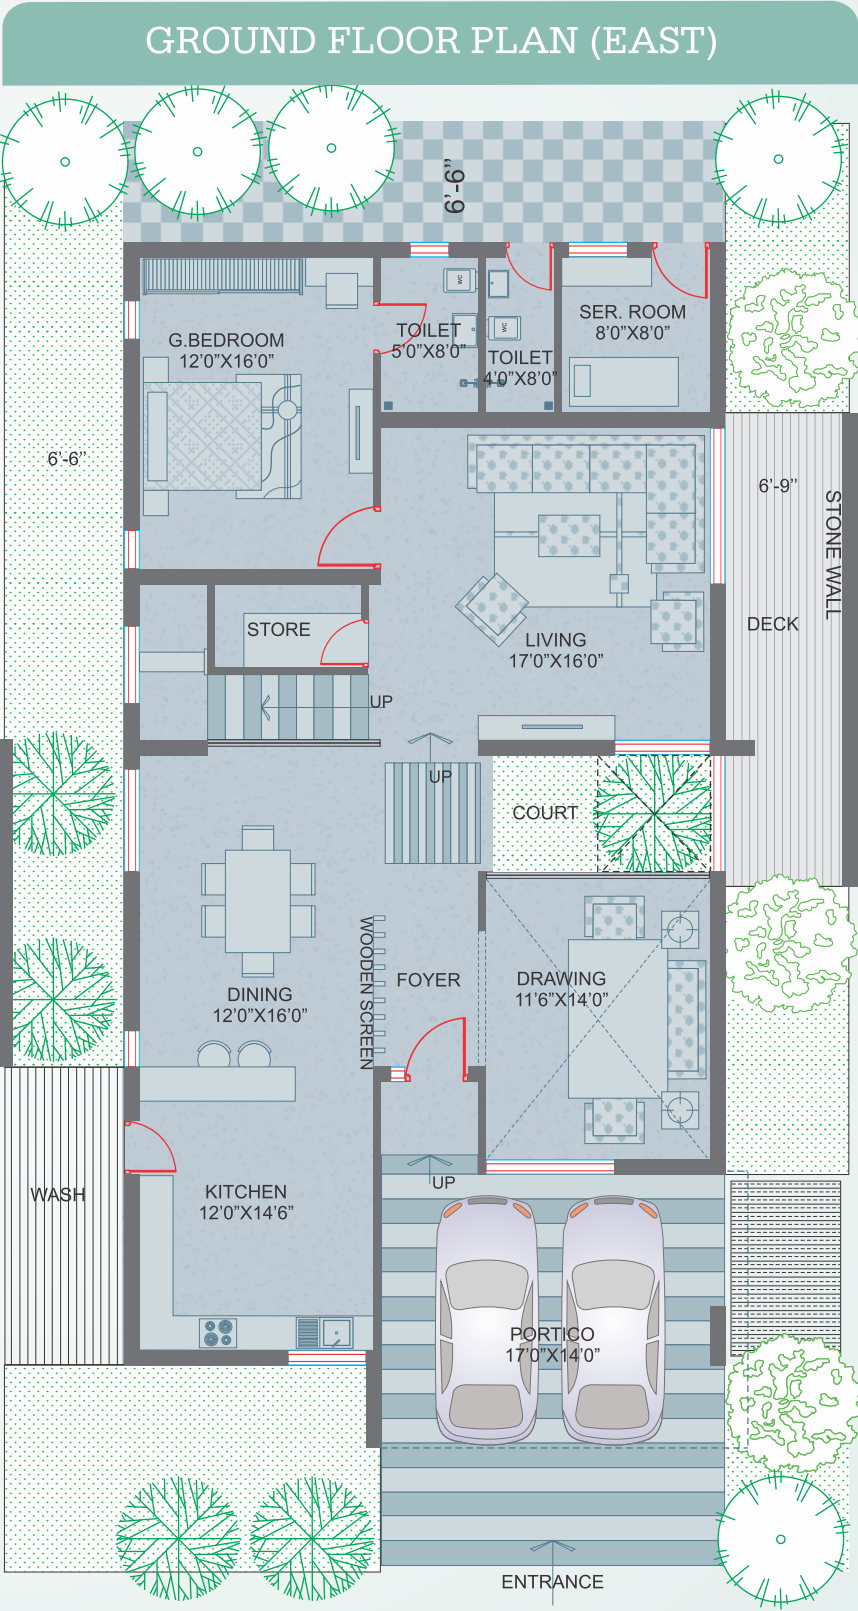 GROUND FLOOR PLAN (EAST)
6'-6"
WC
WC
G.BEDROOM
12'0"X16'0"
TOILET
5'0"X8'0"
TOILET
4'0"X8'0"
SER. ROOM
8'0"X8'0"
6'-6"
6'-9"
STONE WALL
DECK
STORE
LIVING
17'0"X16'0"
UP
UP
COURT
WOODEN SCREEN
FOYER
DRAWING
11'6"X14'0"
DINING
12'0"X16'0"
WASH
KITCHEN
12'0"X14'6"
UP
PORTICO
17'0"X14'0"
ENTRANCE